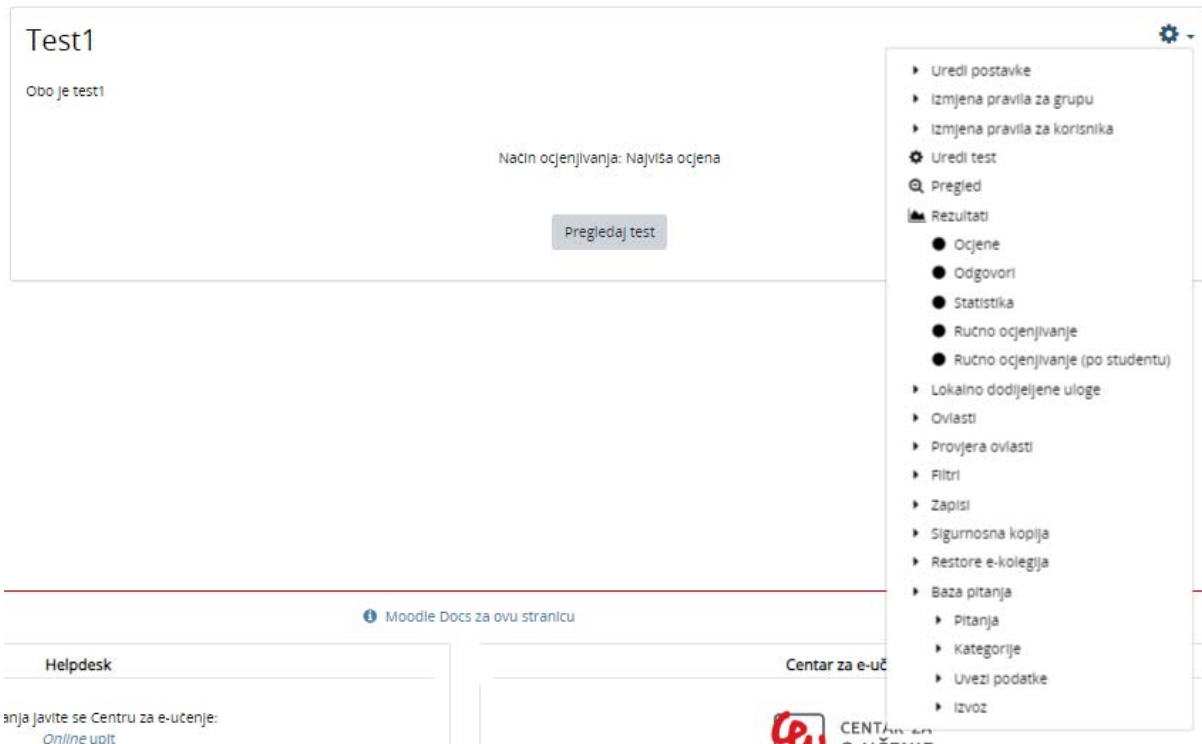 Test1
Obo je test1
Način ocjenjivanja: Najviša ocjena
Pregledaj test
Uredi postavke
Izmjena pravila za grupu
Izmjena pravila za korisnika
Uredi test
Pregled
Rezultati
Ocjene
Odgovori
Statistika
Ručno ocjenjivanje
Ručno ocjenjivanje (po studentu)
Lokalno dodijeljene uloge
Ovlasti
Provjera ovlasti
Filtri
Zapisi
Sigurnosna kopija
Restore e-kolegija
Baza pitanja
Pitanja
Kategorije
Uvezi podatke
Izvoz
Moodle Docs za ovu stranicu
Helpdesk
anja javite se Centru za e-učenje:
Online upit
Centar za e-uč
CENTAR ZA